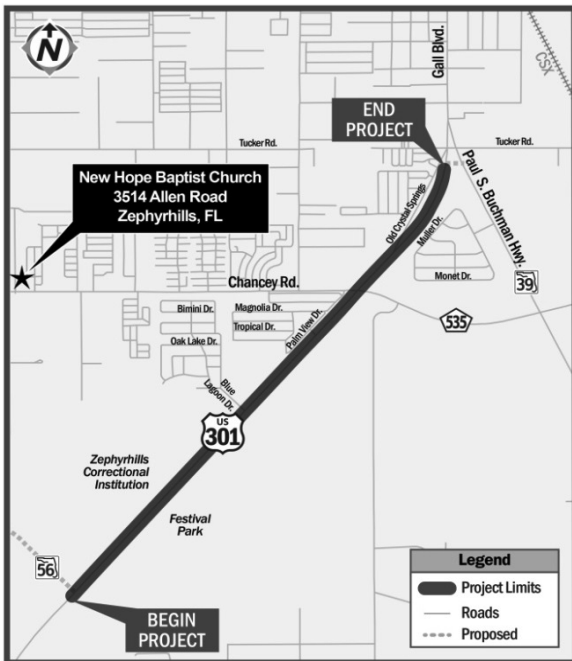 N
Gall Blvd.
CSX
END
PROJECT
Tucker Rd.
Tucker Rd.
New Hope Baptist Church
3514 Allen Road
Zephyrhills, FL
Paul S. Buchman Hwy.
Old Crystal Springs
Muller Dr.
Chancey Rd.
Monet Dr.
39
Bimini Dr.
Magnolia Dr.
Tropical Dr.
Palm View Dr.
535
Oak Lake Dr.
Blue
Lagoon Dr.
US
301
Zephyrhills
Correctional
Institution
Festival
Park
56
BEGIN
PROJECT
Legend
Project Limits
Roads
Proposed